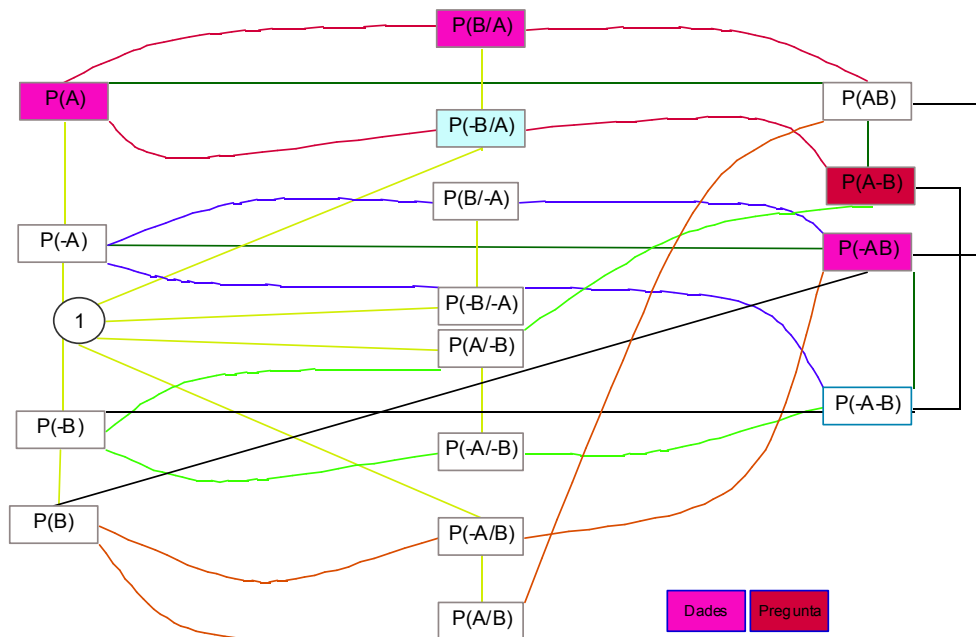 P(B/A)
P(A)
P(AB)
P(-B/A)
P(A-B)
P(B/-A)
P(-A)
P(-AB)
P(-B/-A)
1
P(A/-B)
P(-A-B)
P(-B)
P(-A/-B)
P(B)
P(-A/B)
P(A/B)
Dades
Pregunta